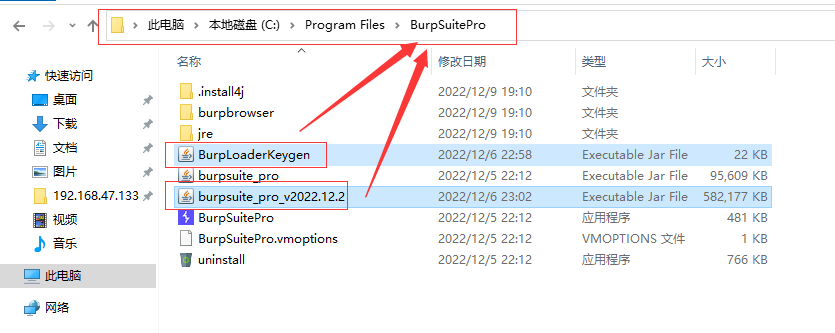 此电脑 › 本地磁盘 (C:) › Program Files › BurpSuitePro
名称 修改日期 类型 大小
快速访问
桌面
下载
文档
图片
192.168.47.133
视频
音乐
此电脑
网络
.install4j 2022/12/9 19:10 文件夹
burpbrowser 2022/12/9 19:10 文件夹
jre 2022/12/9 19:10 文件夹
BurpLoaderKeygen 2022/12/6 22:58 Executable Jar File 22 KB
burpsuite_pro 2022/12/5 22:12 Executable Jar File 95,609 KB
burpsuite_pro_v2022.12.2 2022/12/6 23:02 Executable Jar File 582,177 KB
BurpSuitePro 2022/12/5 22:12 应用程序 481 KB
BurpSuitePro.vmoptions 2022/12/5 22:12 VMOPTIONS 文件 1 KB
uninstall 2022/12/5 22:12 应用程序 766 KB